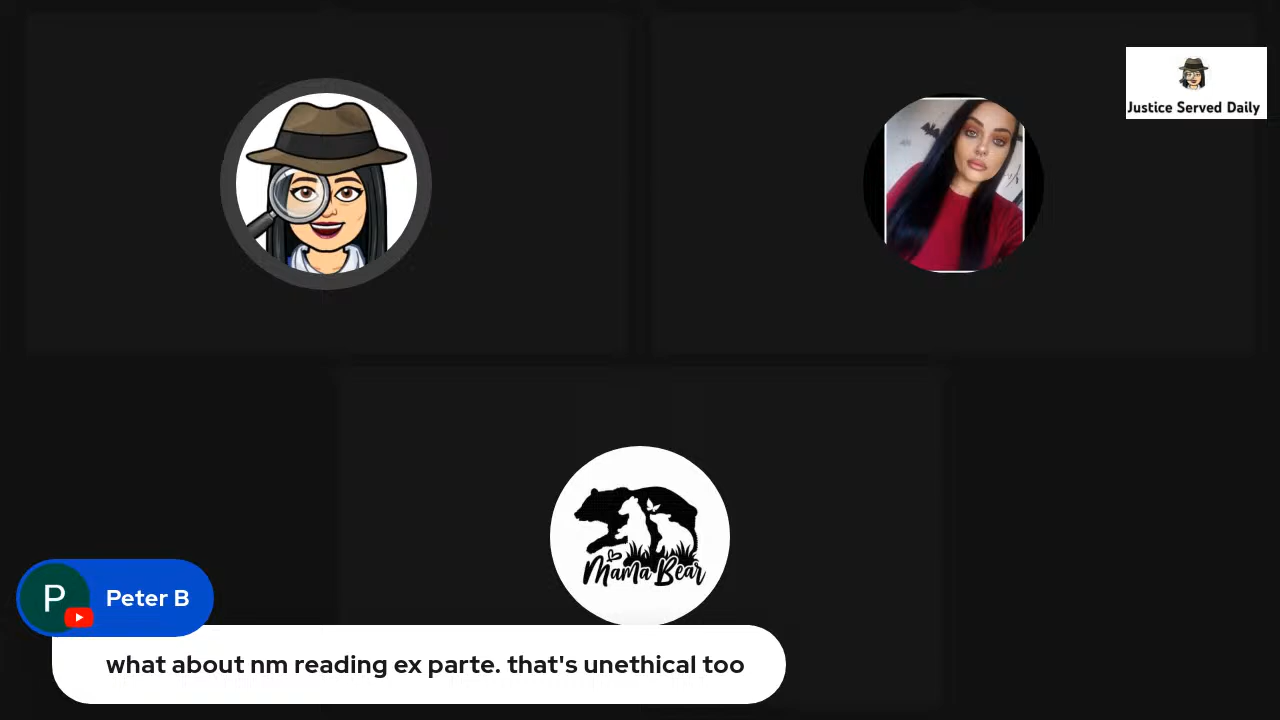 Justice Served Daily
Mama Bear
P
Peter B
what about nm reading ex parte. that's unethical too